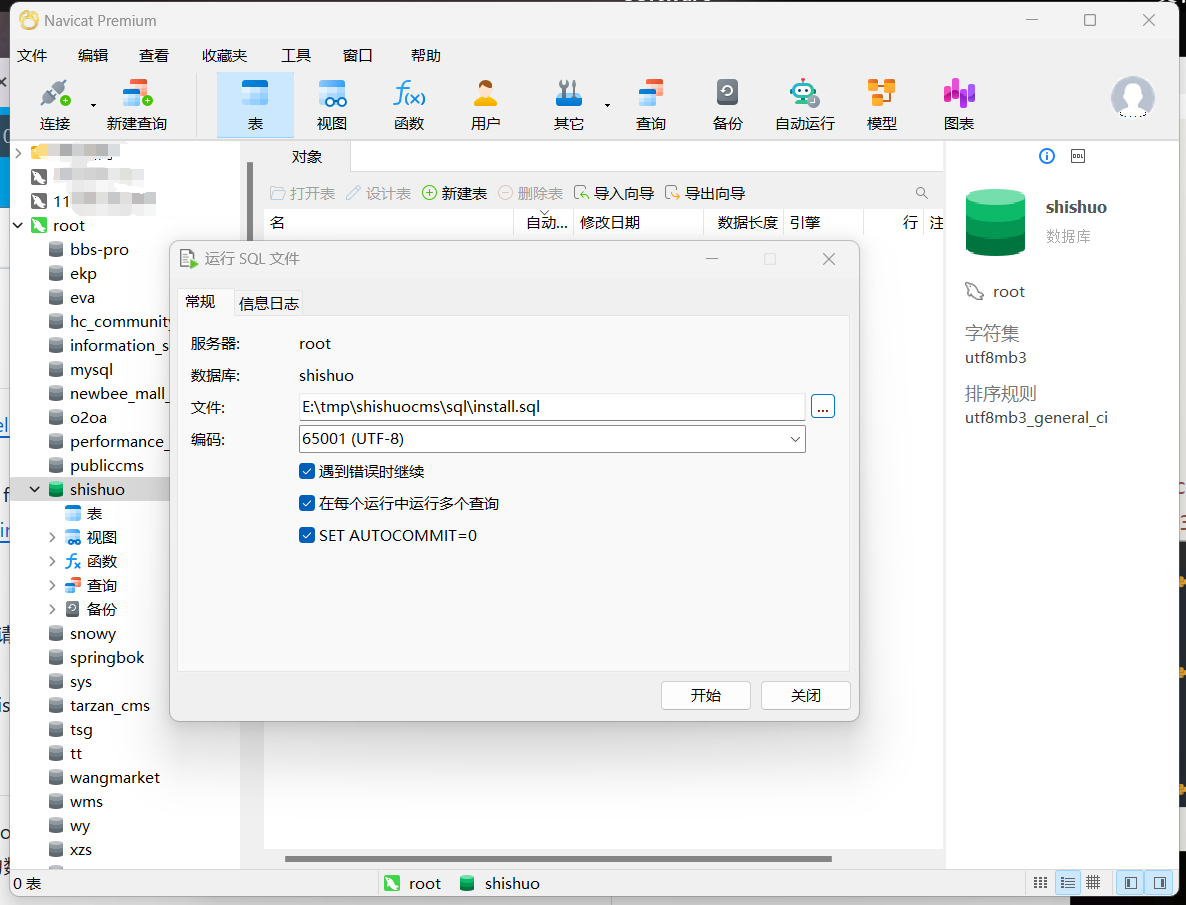 Navicat Premium
文件 编辑 查看 收藏夹 工具 窗口 帮助
连接 新建查询 表 视图 函数 用户 其它 查询 备份 自动运行 模型 图表
对象
打开表 设计表 新建表 删除表 导入向导 导出向导
名 自动... 修改日期 数据长度 引擎 行 注
11
root
bbs-pro
ekp
eva
hc_community
information_s
mysql
newbee_mall_
o2oa
performance_
publiccms
shishuo
表
视图
函数
查询
备份
snowy
springbok
sys
tarzan_cms
tsg
tt
wangmarket
wms
wy
xzs
运行 SQL 文件
常规 信息日志
服务器: root
数据库: shishuo
文件: E:\tmp\shishuocms\sql\install.sql ...
编码: 65001 (UTF-8)
遇到错误时继续
在每个运行中运行多个查询
SET AUTOCOMMIT=0
开始 关闭
DDL
shishuo
数据库
root
字符集
utf8mb3
排序规则
utf8mb3_general_ci
0 表 root shishuo